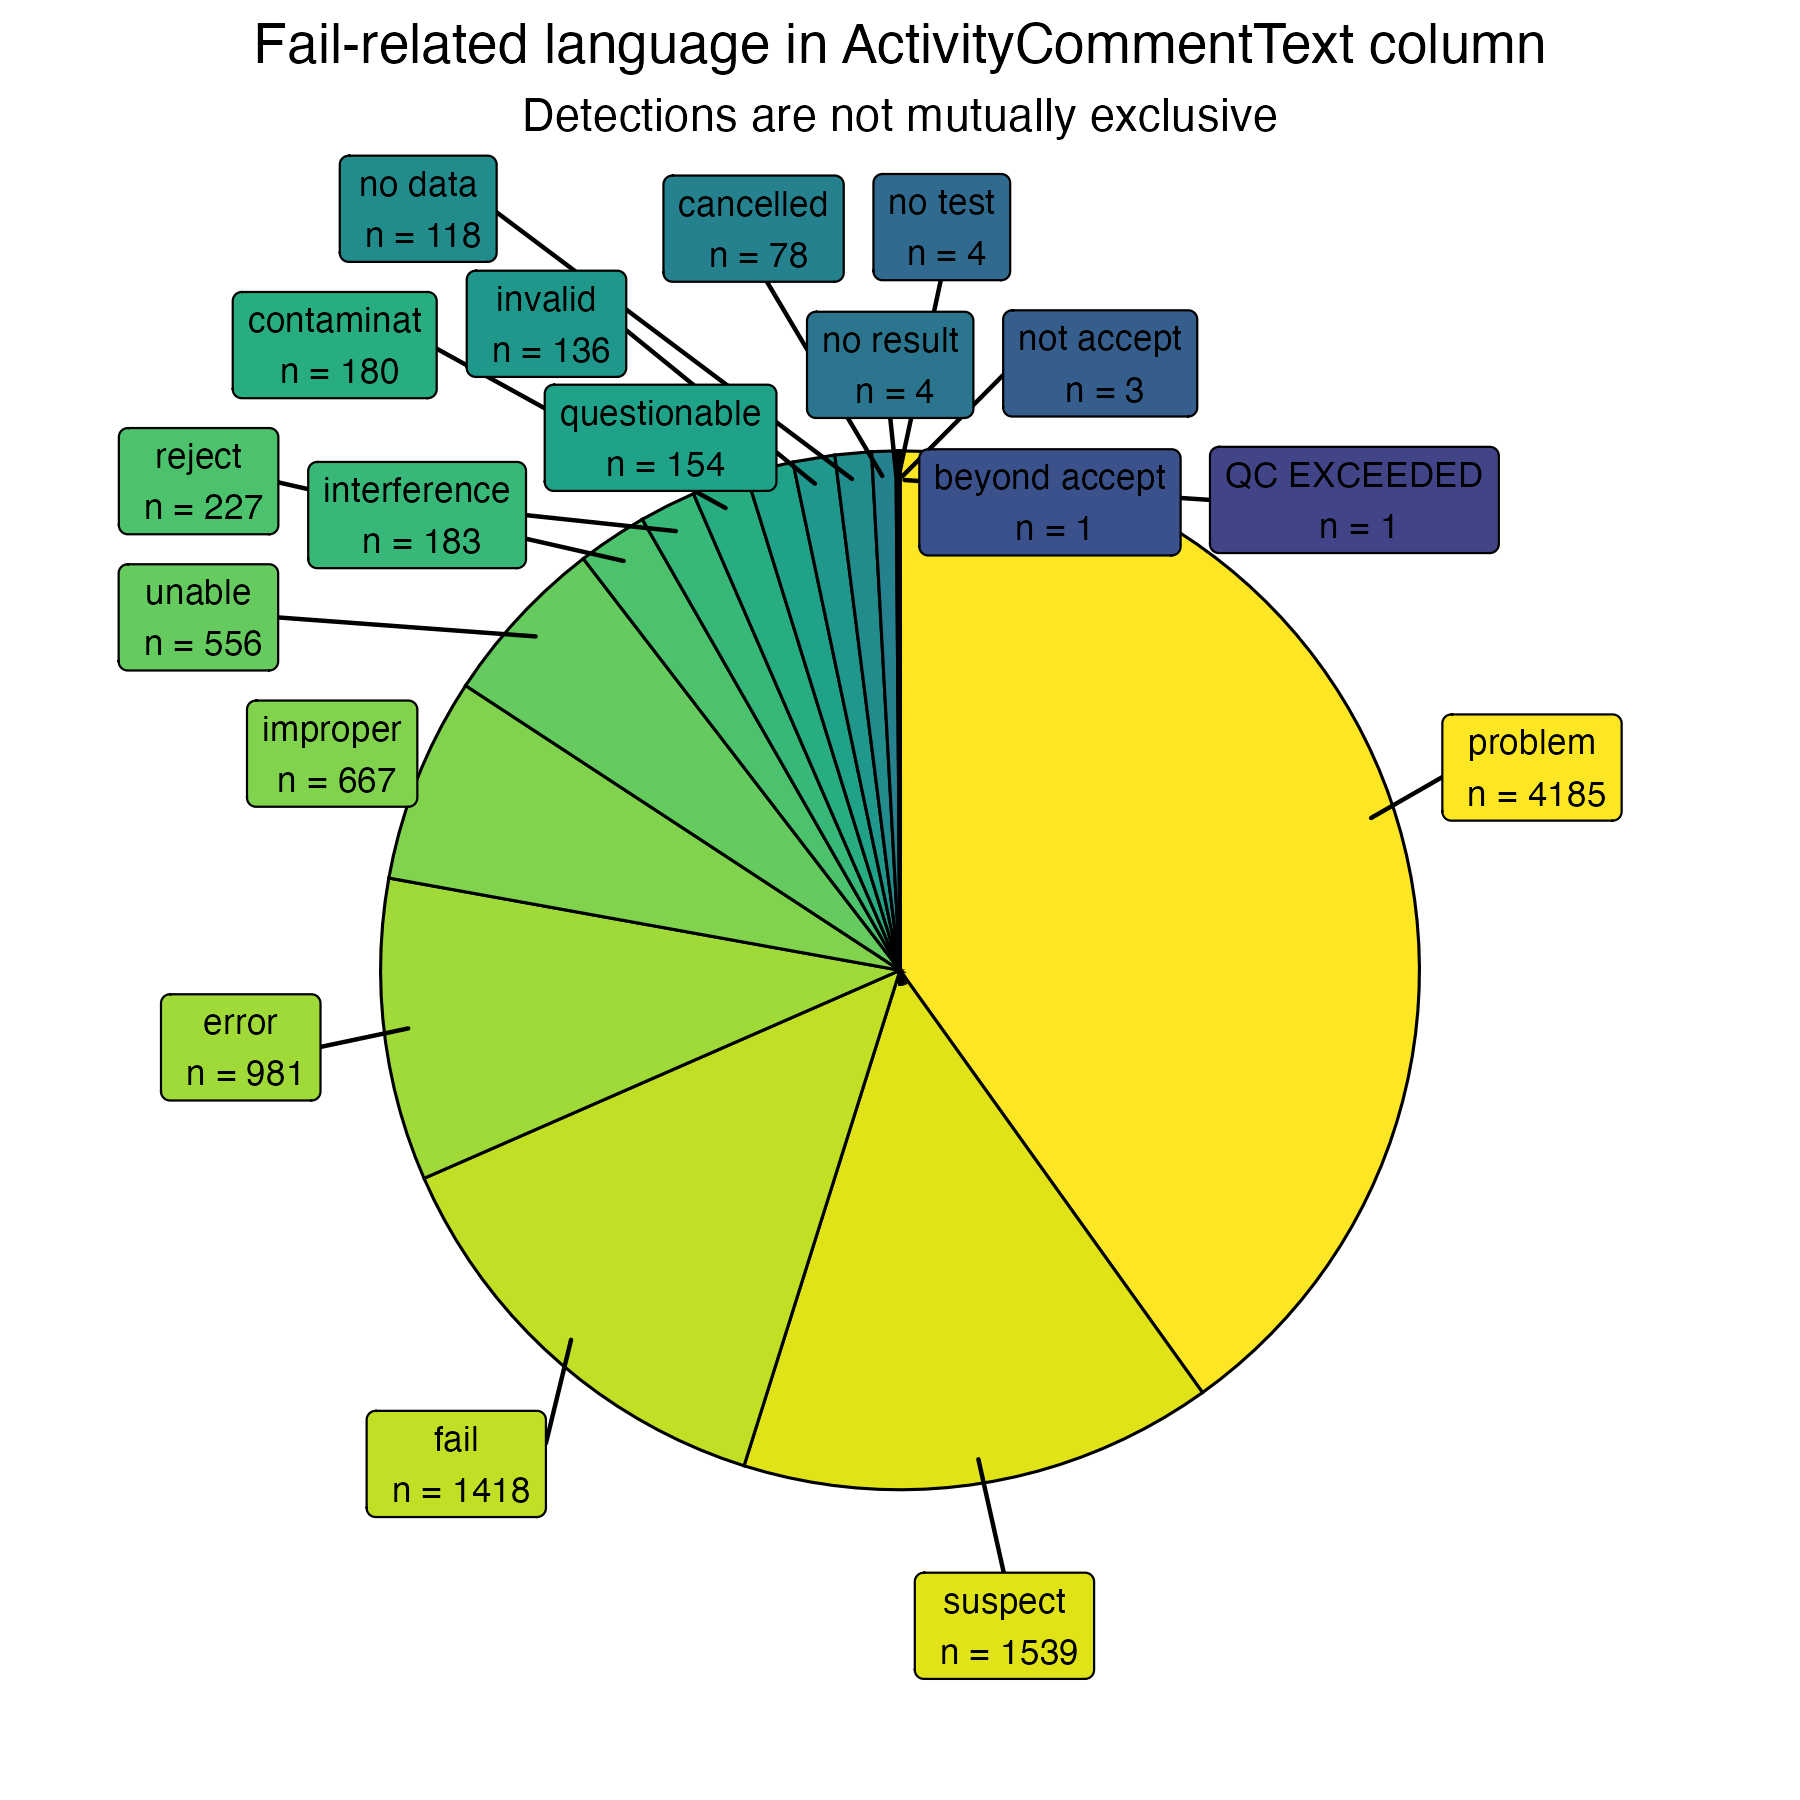 Fail-related language in ActivityCommentText column
Detections are not mutually exclusive
no data
n = 118
cancelled
n = 78
no test
n = 4
invalid
n = 136
contaminat
n = 180
no result
n = 4
not accept
n = 3
questionable
n = 154
reject
n = 227
interference
n = 183
beyond accept
n = 1
QC EXCEEDED
n = 1
unable
n = 556
improper
n = 667
problem
n = 4185
error
n = 981
fail
n = 1418
suspect
n = 1539